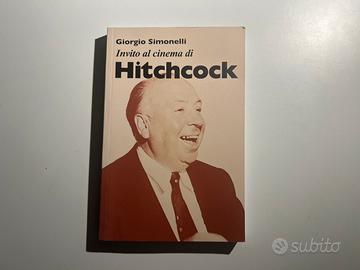 Giorgio Simonelli
Invito al cinema di
Hitchcock
subito